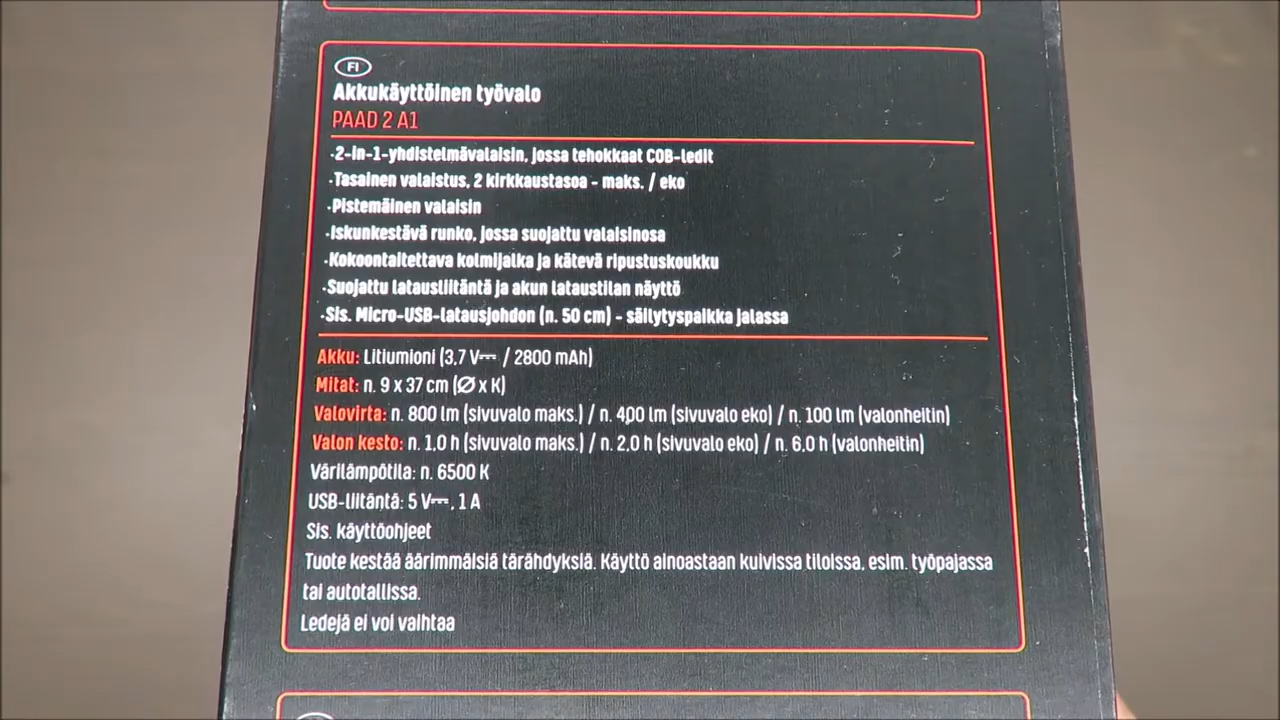 FI
Akkukäyttöinen työvalo
PAAD 2 A1
·2-in-1-yhdistelmävalaisin, jossa tehokkaat COB-ledit
·Tasainen valaistus, 2 kirkkaustasoa – maks. / eko
·Pistemäinen valaisin
·Iskunkestävä runko, jossa suojattu valaisinosa
·Kokoontaitettava kolmijalka ja kätevä ripustuskoukku
·Suojattu latausliitäntä ja akun lataustilan näyttö
·Sis. Micro-USB-latausjohdon (n. 50 cm) – säilytyspaikka jalassa
Akku: Litiumioni (3,7 V⎓ / 2800 mAh)
Mitat: n. 9 x 37 cm (Ø x K)
Valovirta: n. 800 lm (sivuvalo maks.) / n. 400 lm (sivuvalo eko) / n. 100 lm (valonheitin)
Valon kesto: n. 1,0 h (sivuvalo maks.) / n. 2,0 h (sivuvalo eko) / n. 6,0 h (valonheitin)
Värilämpötila: n. 6500 K
USB-liitäntä: 5 V⎓, 1 A
Sis. käyttöohjeet
Tuote kestää äärimmäisiä tärähdyksiä. Käyttö ainoastaan kuivissa tiloissa, esim. työpajassa
tai autotallissa.
Ledejä ei voi vaihtaa